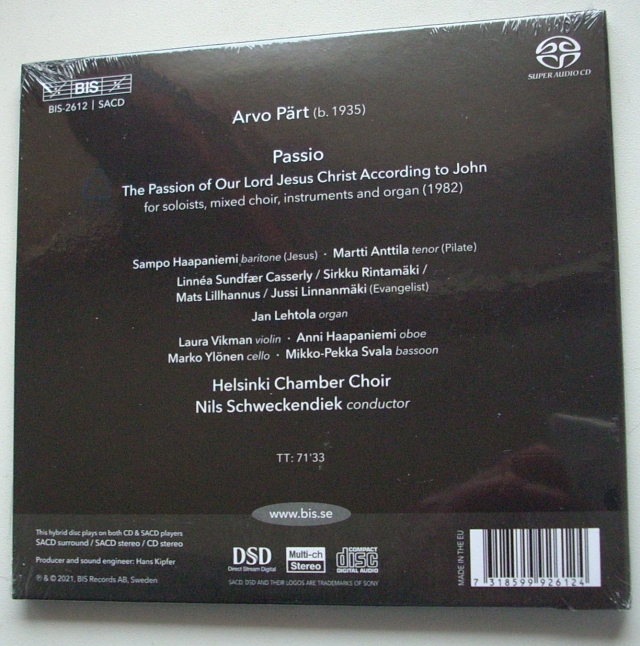 BIS
BIS-2612 | SACD
SUPER AUDIO CD
Arvo Pärt (b. 1935)
Passio
The Passion of Our Lord Jesus Christ According to John
for soloists, mixed choir, instruments and organ (1982)
Sampo Haapaniemi baritone (Jesus) · Martti Anttila tenor (Pilate)
Linnéa Sundfær Casserly / Sirkku Rintamäki /
Mats Lillhannus / Jussi Linnanmäki (Evangelist)
Jan Lehtola organ
Laura Vikman violin · Anni Haapaniemi oboe
Marko Ylönen cello · Mikko-Pekka Svala bassoon
Helsinki Chamber Choir
Nils Schweckendiek conductor
TT: 71'33
www.bis.se
This hybrid disc plays on both CD & SACD players
SACD surround / SACD stereo / CD stereo
Producer and sound engineer: Hans Kipfer
℗ & © 2021, BIS Records AB, Sweden
DSD
Direct Stream Digital
Multi-ch
Stereo
COMPACT
disc
DIGITAL AUDIO
SACD, DSD AND THEIR LOGOS ARE TRADEMARKS OF SONY
MADE IN THE EU
7 318599 926124